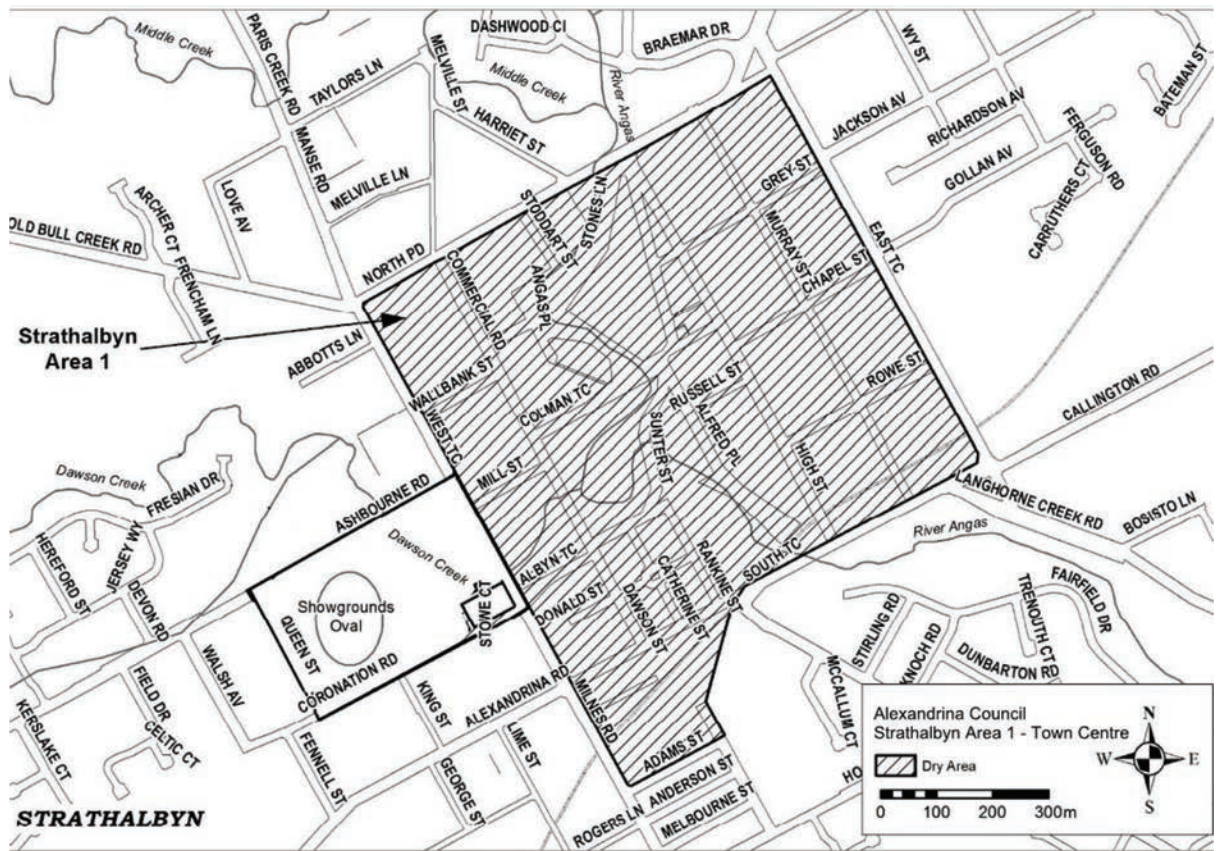 DASHWOOD Cl
BRAEMAR DR
Middle Creek
PARIS CREEK RD
TAYLORS LN
MELVILLE ST
Middle Creek
River Angas
WY ST
BATEMAN ST
JACKSON AV
RICHARDSON AV
FERGUSON RD
HARRIET ST
MANSE RD
GOLLAN AV
CARRUTHERS CT
MELVILLE LN
LOVE AV
ARCHER CT
GREY ST
STODDART ST
STONES LN
OLD BULL CREEK RD
FRENCHAM LN
NORTH PD
COMMERCIAL RD
ANGAS PL
MURRAY ST
CHAPEL ST
EAST TC
Strathalbyn
Area 1
ABBOTTS LN
WALLBANK ST
WEST TC
COLMAN TC
RUSSELL ST
ROWE ST
CALLINGTON RD
SUNTER ST
ALFRED PL
HIGH ST
Dawson Creek
FRESIAN DR
MILL ST
ASHBOURNE RD
LANGHORNE CREEK RD
BOSISTO LN
River Angas
HEREFORD ST
JERSEY WY
DEVON RD
Dawson Creek
STOWE CT
ALBYN TC
DONALD ST
CATHERINE ST
RANKINE ST
SOUTH TC
DAWSON ST
Showgrounds
Oval
QUEEN ST
CORONATION RD
WALSH AV
FIELD DR
CELTIC CT
KERSLAKE CT
FENNELL ST
KING ST
ALEXANDRINA RD
MILNES RD
LIME ST
GEORGE ST
ADAMS ST
ANDERSON ST
MELBOURNE ST
ROGERS LN
STIRLING RD
KNOCH RD
TRENOUTH CT
FAIRFIELD DR
DUNBARTON RD
MCCALLUM CT
HO
STRATHALBYN
Alexandrina Council
Strathalbyn Area 1 - Town Centre
Dry Area
0 100 200 300m
N
W E
S